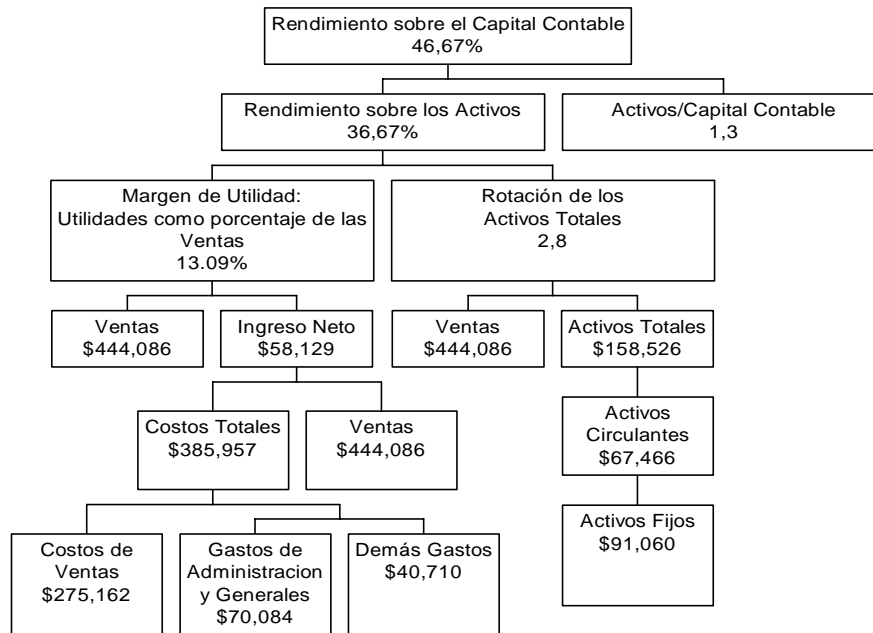 Rendimiento sobre el Capital Contable
46,67%
Rendimiento sobre los Activos
36,67%
Activos/Capital Contable
1,3
Margen de Utilidad:
Utilidades como porcentaje de las
Ventas
13.09%
Rotación de los
Activos Totales
2,8
Ventas
$444,086
Ingreso Neto
$58,129
Ventas
$444,086
Activos Totales
$158,526
Costos Totales
$385,957
Ventas
$444,086
Activos
Circulantes
$67,466
Costos de
Ventas
$275,162
Gastos de
Administracion
y Generales
$70,084
Demás Gastos
$40,710
Activos Fijos
$91,060